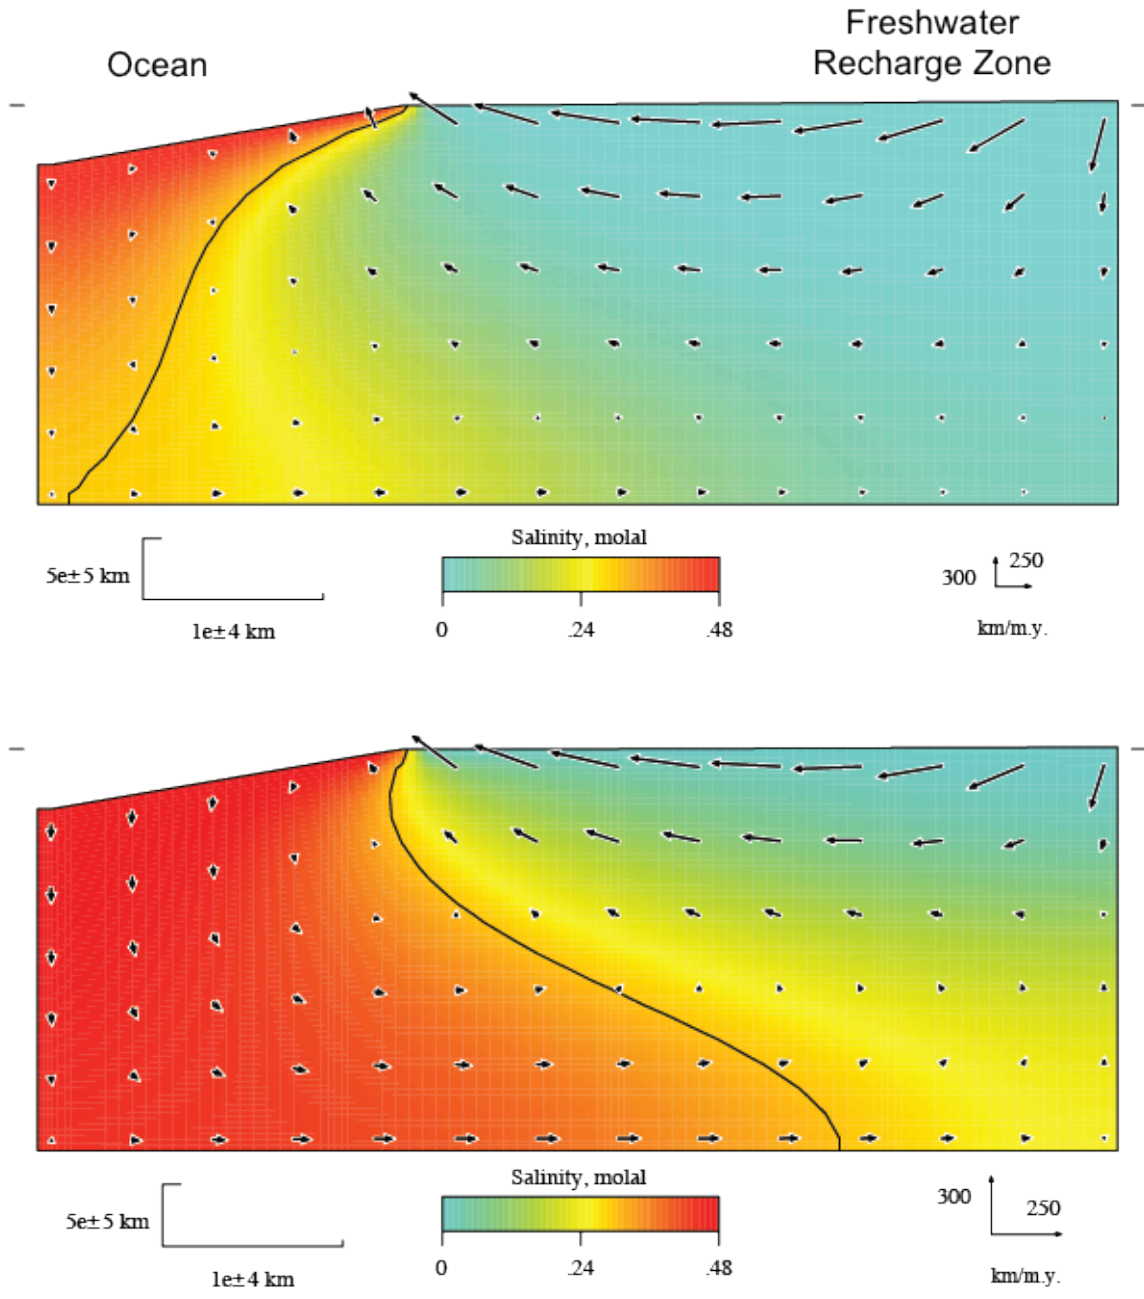 Ocean
Freshwater
Recharge Zone
5e±5 km
1e±4 km
Salinity, molal
0
.24
.48
300
250
km/m.y.
5e±5 km
1e±4 km
Salinity, molal
0
.24
.48
300
250
km/m.y.